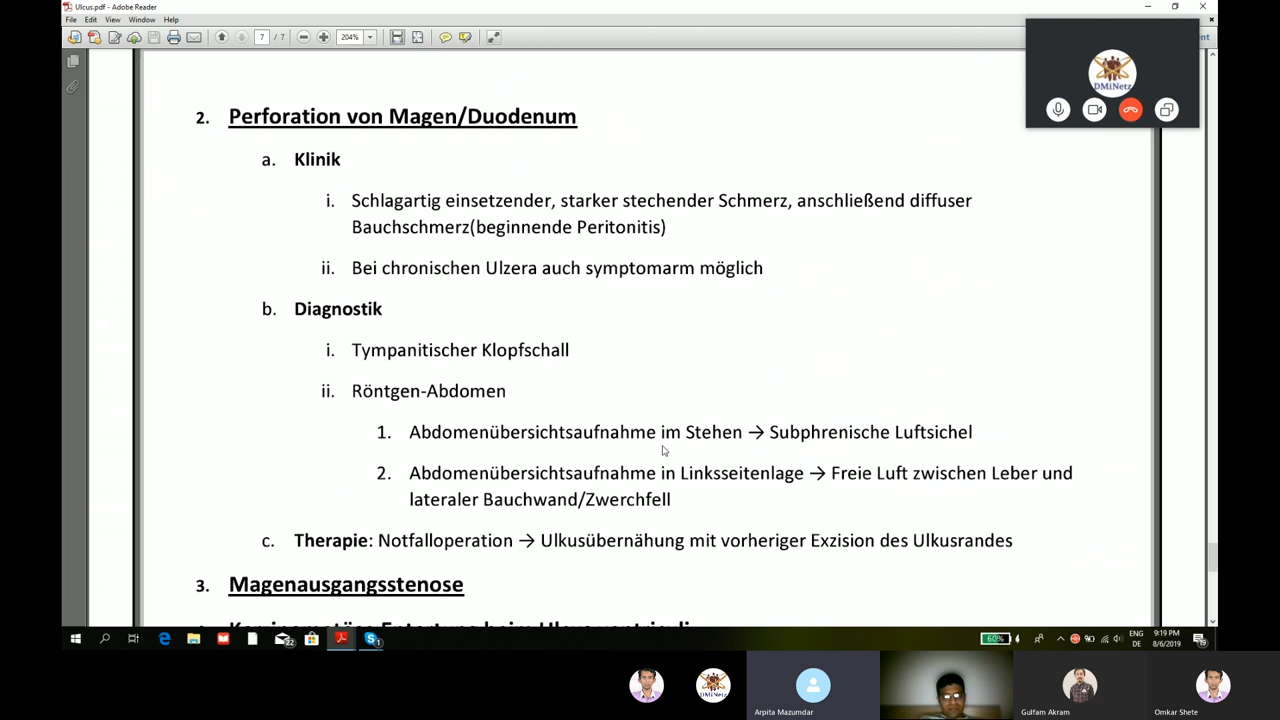 Ulcus.pdf - Adobe Reader
File Edit View Window Help
7 / 7
204%
DMiNetz
2. Perforation von Magen/Duodenum
a. Klinik
i. Schlagartig einsetzender, starker stechender Schmerz, anschließend diffuser
Bauchschmerz(beginnende Peritonitis)
ii. Bei chronischen Ulzera auch symptomarm möglich
b. Diagnostik
i. Tympanitischer Klopfschall
ii. Röntgen-Abdomen
1. Abdomenübersichtsaufnahme im Stehen → Subphrenische Luftsichel
2. Abdomenübersichtsaufnahme in Linksseitenlage → Freie Luft zwischen Leber und
lateraler Bauchwand/Zwerchfell
c. Therapie: Notfalloperation → Ulkusübernähung mit vorheriger Exzision des Ulkusrandes
3. Magenausgangsstenose
22
1
60%
ENG
DE
9:19 PM
8/6/2019
DMiNetz
Arpita Mazumdar
Gulfam Akram
Omkar Shete